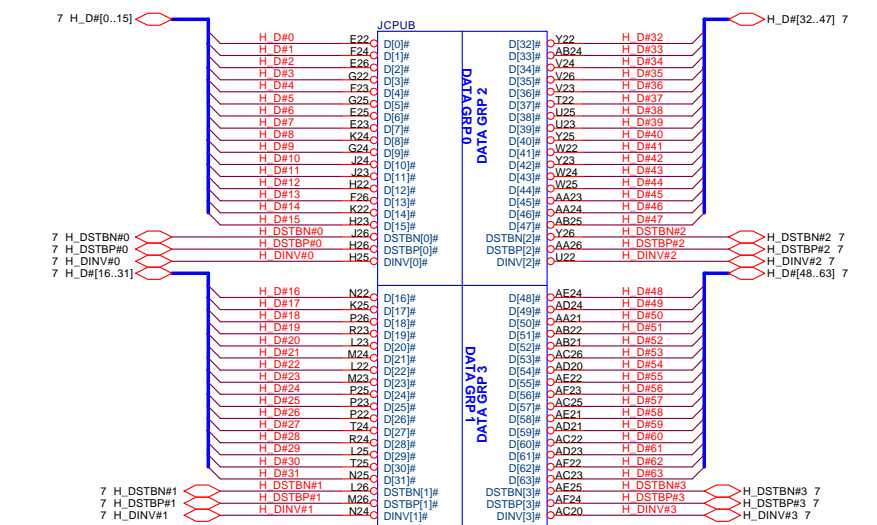 7 H_D#[0..15] JCPUB H_D#[32..47] 7
H_D#0 E22 D[0]# D[32]# Y22 H_D#32
H_D#1 F24 D[1]# D[33]# AB24 H_D#33
H_D#2 E26 D[2]# D[34]# V24 H_D#34
H_D#3 G22 D[3]# D[35]# V26 H_D#35
H_D#4 F23 D[4]# D[36]# V23 H_D#36
H_D#5 G25 D[5]# D[37]# T22 H_D#37
H_D#6 E25 D[6]# D[38]# U25 H_D#38
H_D#7 E23 D[7]# D[39]# U23 H_D#39
H_D#8 K24 D[8]# D[40]# Y25 H_D#40
H_D#9 G24 D[9]# D[41]# W22 H_D#41
H_D#10 J24 D[10]# D[42]# Y23 H_D#42
H_D#11 J23 D[11]# D[43]# W24 H_D#43
H_D#12 H22 D[12]# D[44]# W25 H_D#44
H_D#13 F26 D[13]# D[45]# AA23 H_D#45
H_D#14 K22 D[14]# D[46]# AA24 H_D#46
H_D#15 H23 D[15]# D[47]# AB25 H_D#47
7 H_DSTBN#0 H_DSTBN#0 J26 DSTBN[0]# DSTBN[2]# Y26 H_DSTBN#2 H_DSTBN#2 7
7 H_DSTBP#0 H_DSTBP#0 H26 DSTBP[0]# DSTBP[2]# AA26 H_DSTBP#2 H_DSTBP#2 7
7 H_DINV#0 H_DINV#0 H25 DINV[0]# DINV[2]# U22 H_DINV#2 H_DINV#2 7
DATA GRP 0
DATA GRP 2
7 H_D#[16..31] H_D#[48..63] 7
H_D#16 N22 D[16]# D[48]# AE24 H_D#48
H_D#17 K25 D[17]# D[49]# AD24 H_D#49
H_D#18 P26 D[18]# D[50]# AA21 H_D#50
H_D#19 R23 D[19]# D[51]# AB22 H_D#51
H_D#20 L23 D[20]# D[52]# AB21 H_D#52
H_D#21 M24 D[21]# D[53]# AC26 H_D#53
H_D#22 L22 D[22]# D[54]# AD20 H_D#54
H_D#23 M23 D[23]# D[55]# AE22 H_D#55
H_D#24 P25 D[24]# D[56]# AF23 H_D#56
H_D#25 P23 D[25]# D[57]# AC25 H_D#57
H_D#26 P22 D[26]# D[58]# AE21 H_D#58
H_D#27 T24 D[27]# D[59]# AD21 H_D#59
H_D#28 R24 D[28]# D[60]# AC22 H_D#60
H_D#29 L25 D[29]# D[61]# AD23 H_D#61
H_D#30 T25 D[30]# D[62]# AF22 H_D#62
H_D#31 N25 D[31]# D[63]# AC23 H_D#63
7 H_DSTBN#1 H_DSTBN#1 L26 DSTBN[1]# DSTBN[3]# AE25 H_DSTBN#3 H_DSTBN#3 7
7 H_DSTBP#1 H_DSTBP#1 M26 DSTBP[1]# DSTBP[3]# AF24 H_DSTBP#3 H_DSTBP#3 7
7 H_DINV#1 H_DINV#1 N24 DINV[1]# DINV[3]# AC20 H_DINV#3 H_DINV#3 7
DATA GRP 1
DATA GRP 3